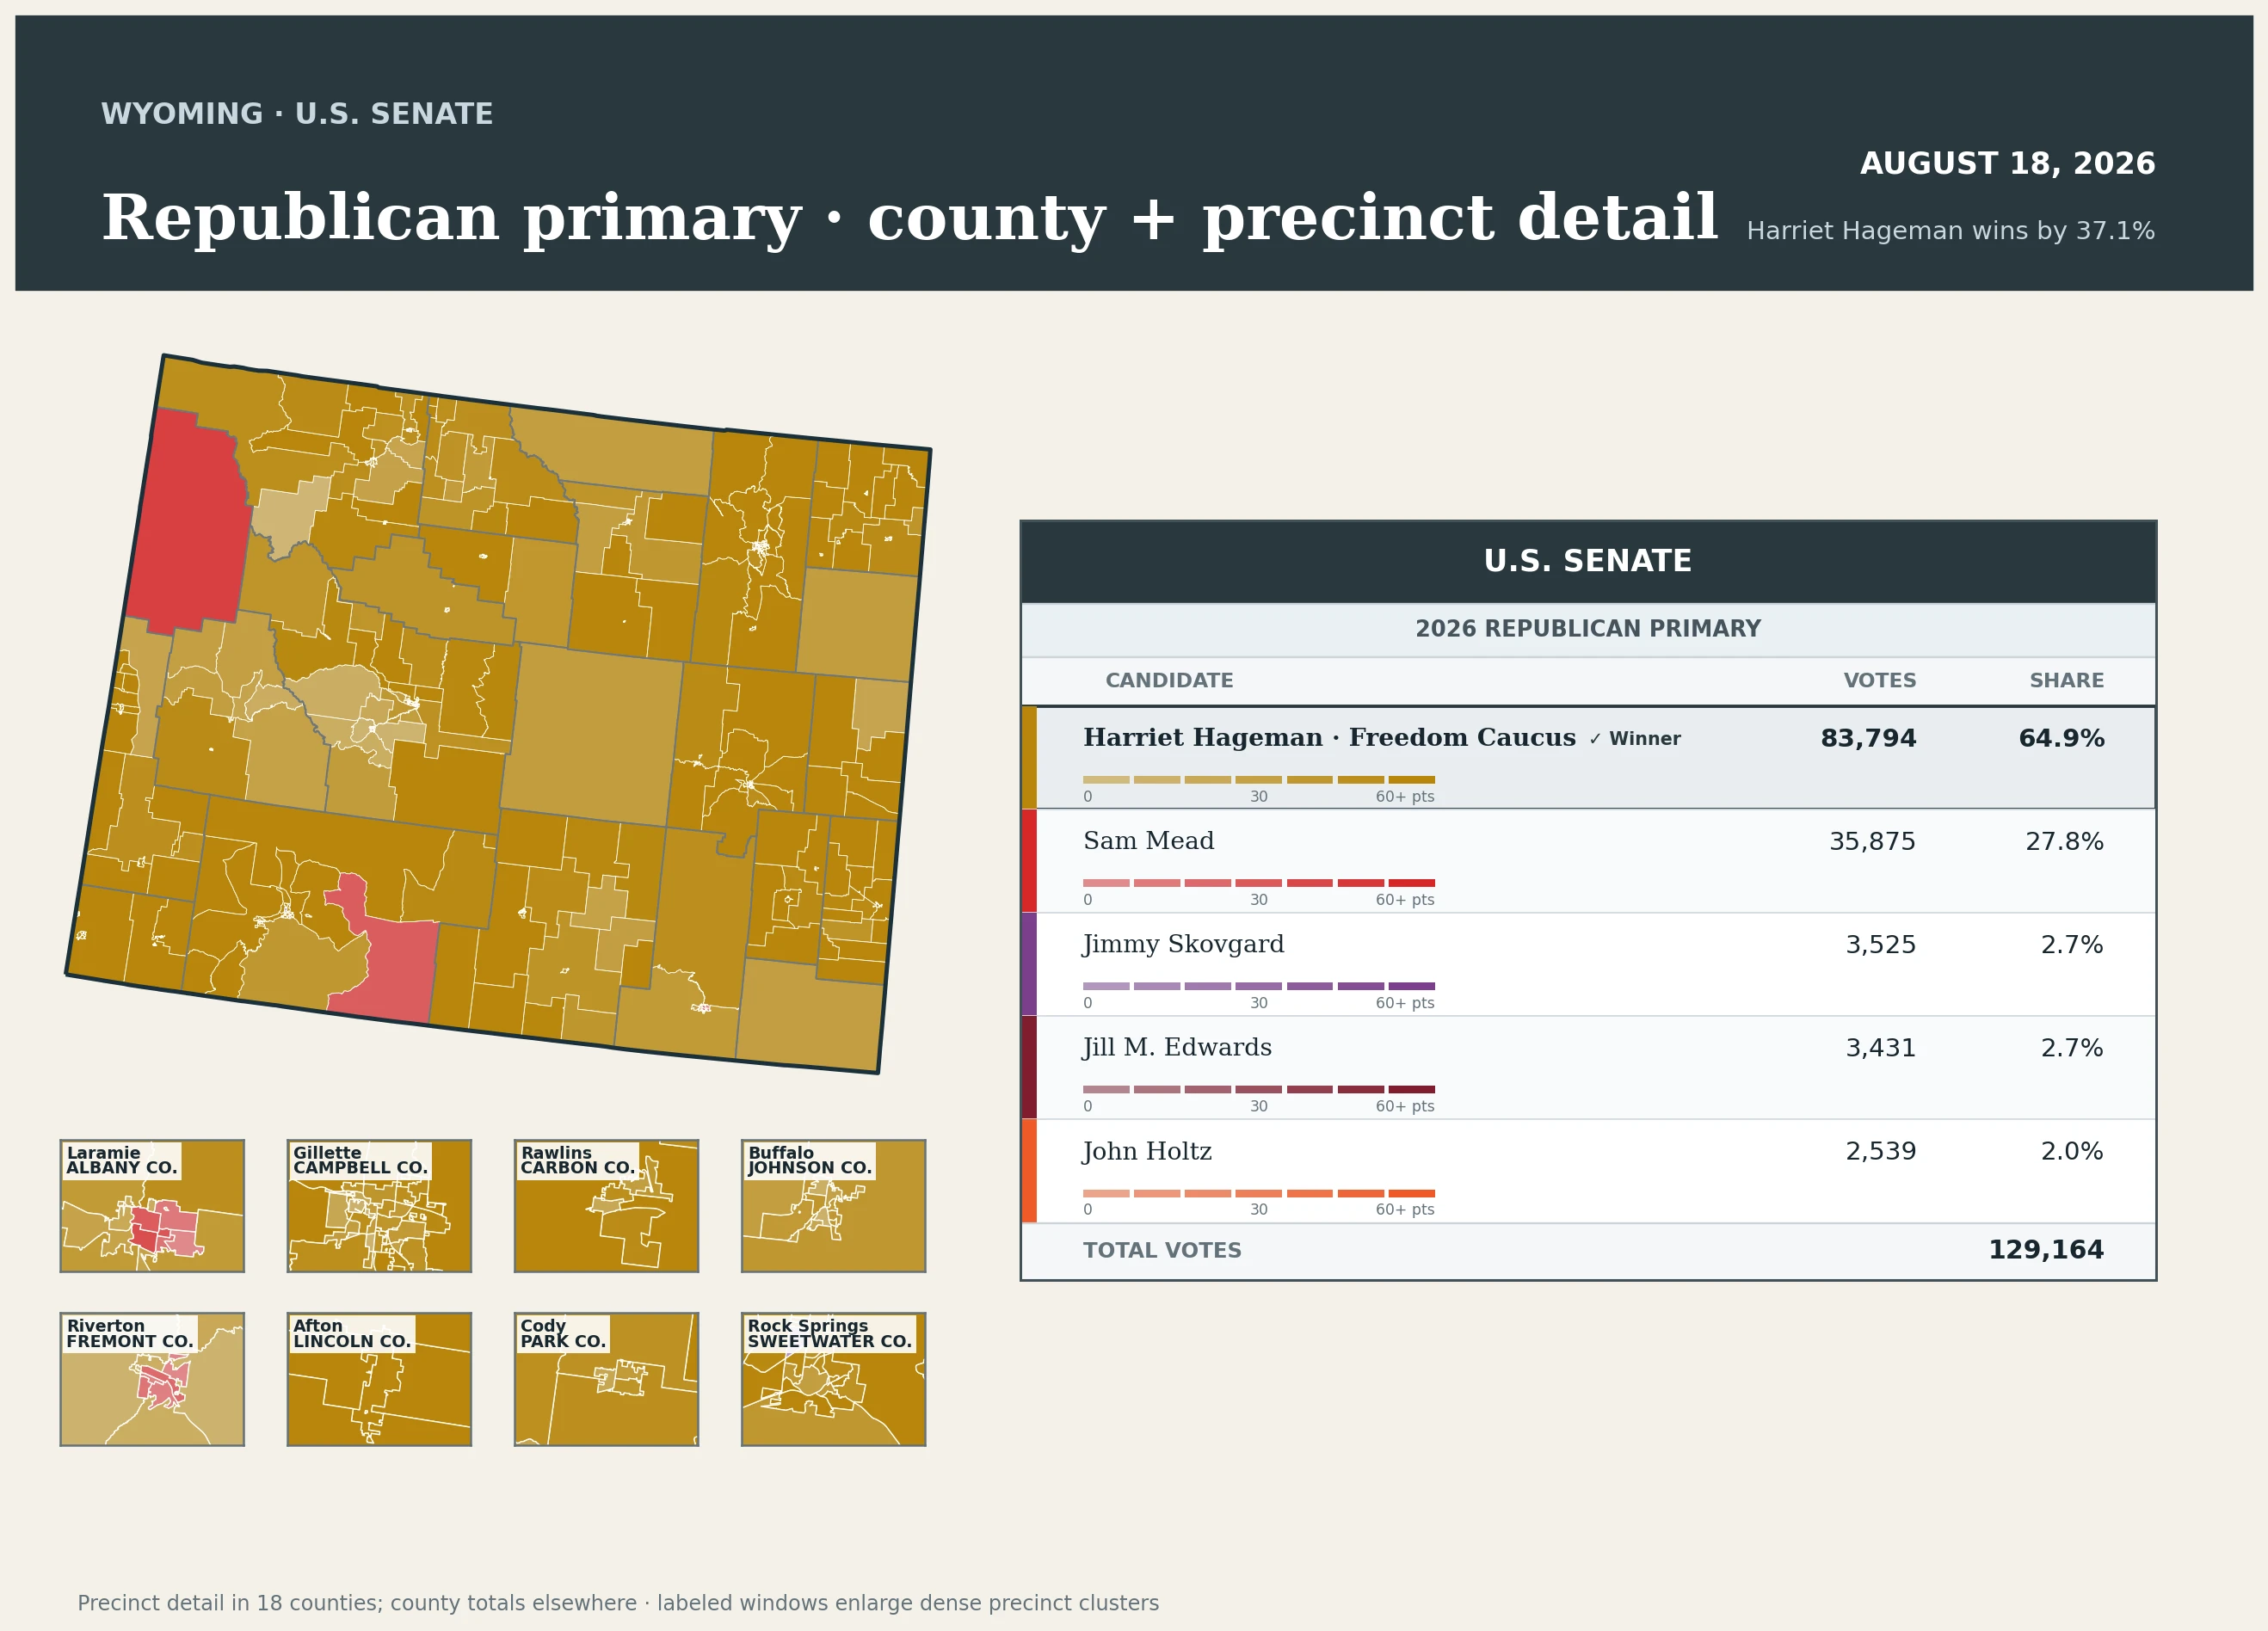 WYOMING · U.S. SENATE
AUGUST 18, 2026
Republican primary · county + precinct detail
Harriet Hageman wins by 37.1%
U.S. SENATE
2026 REPUBLICAN PRIMARY
CANDIDATE VOTES SHARE
Harriet Hageman · Freedom Caucus ✓ Winner 83,794 64.9%
0 30 60+ pts
Sam Mead 35,875 27.8%
0 30 60+ pts
Jimmy Skovgard 3,525 2.7%
0 30 60+ pts
Jill M. Edwards 3,431 2.7%
0 30 60+ pts
John Holtz 2,539 2.0%
0 30 60+ pts
TOTAL VOTES 129,164
Laramie
ALBANY CO.
Gillette
CAMPBELL CO.
Rawlins
CARBON CO.
Buffalo
JOHNSON CO.
Riverton
FREMONT CO.
Afton
LINCOLN CO.
Cody
PARK CO.
Rock Springs
SWEETWATER CO.
Precinct detail in 18 counties; county totals elsewhere · labeled windows enlarge dense precinct clusters